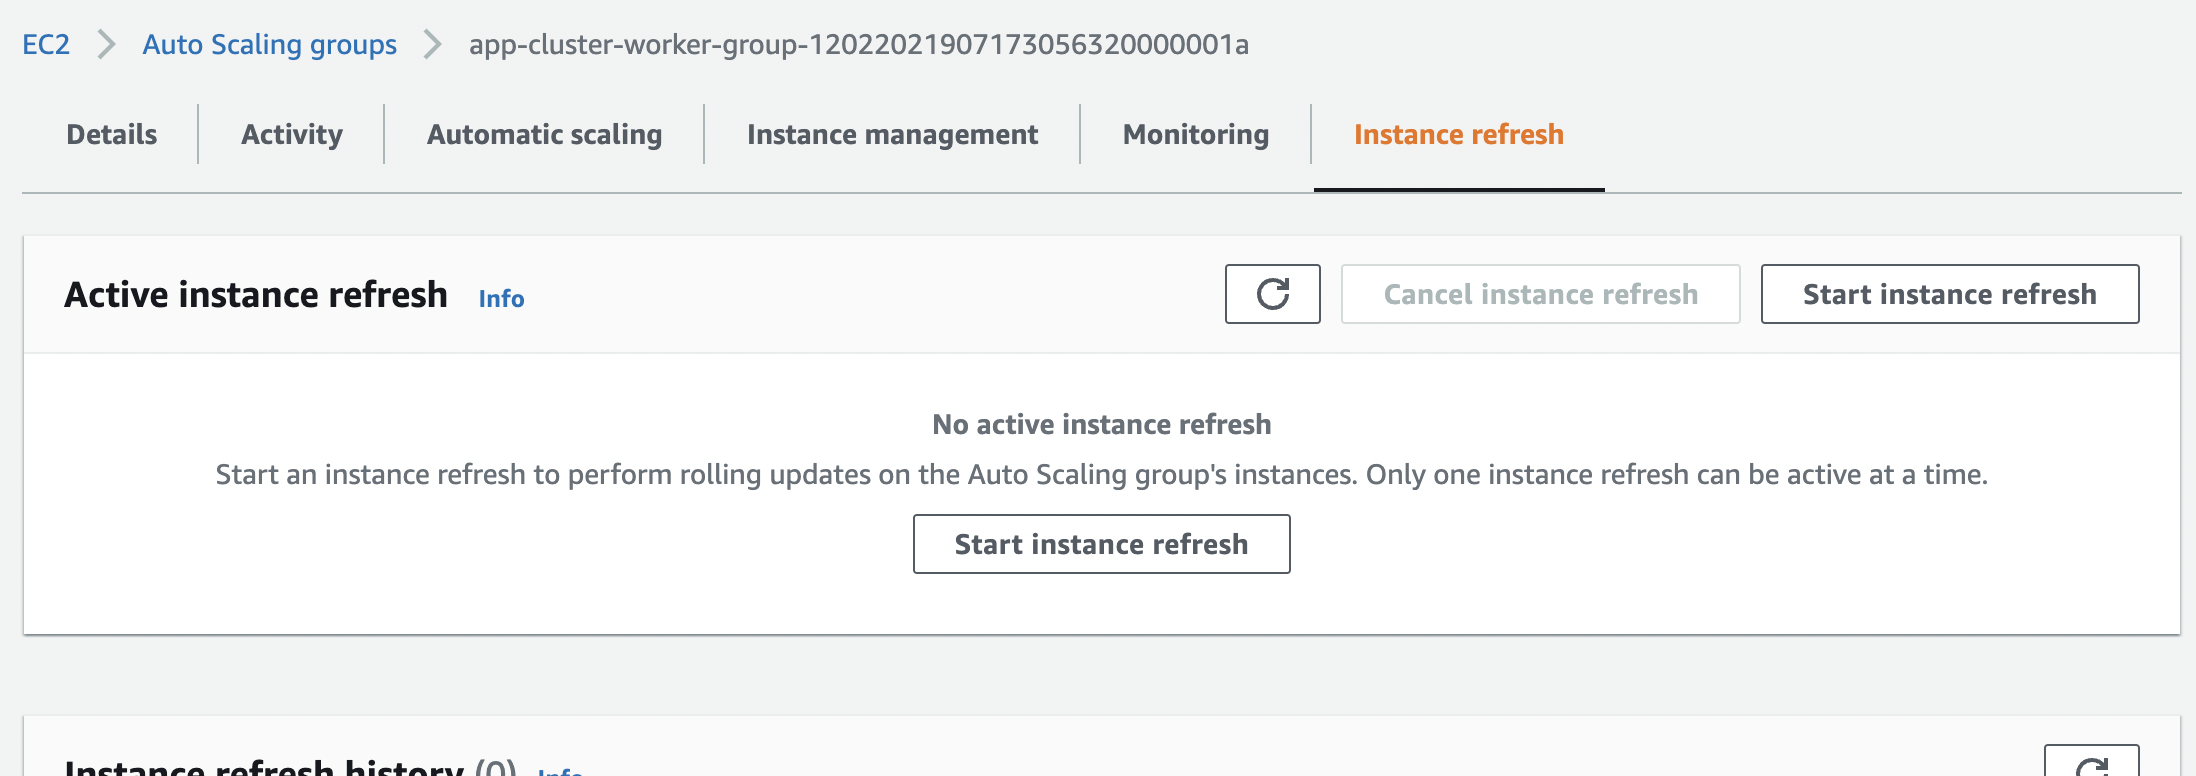 EC2 > Auto Scaling groups > app-cluster-worker-group-12022021907173056320000001a
Details Activity Automatic scaling Instance management Monitoring Instance refresh
Active instance refresh Info Cancel instance refresh Start instance refresh
No active instance refresh
Start an instance refresh to perform rolling updates on the Auto Scaling group's instances. Only one instance refresh can be active at a time.
Start instance refresh
Instance refresh history (0) Info